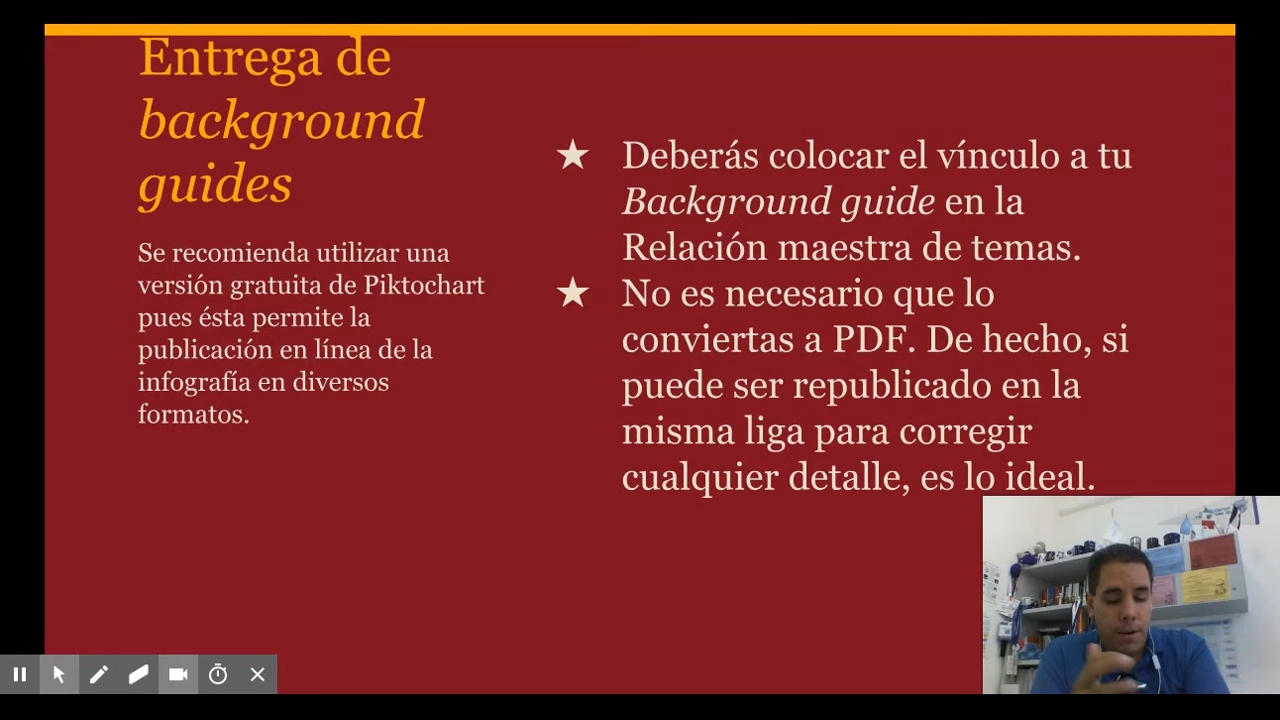 Entrega de
background
guides
Se recomienda utilizar una
versión gratuita de Piktochart
pues ésta permite la
publicación en línea de la
infografía en diversos
formatos.
★ Deberás colocar el vínculo a tu
Background guide en la
Relación maestra de temas.
★ No es necesario que lo
conviertas a PDF. De hecho, si
puede ser republicado en la
misma liga para corregir
cualquier detalle, es lo ideal.